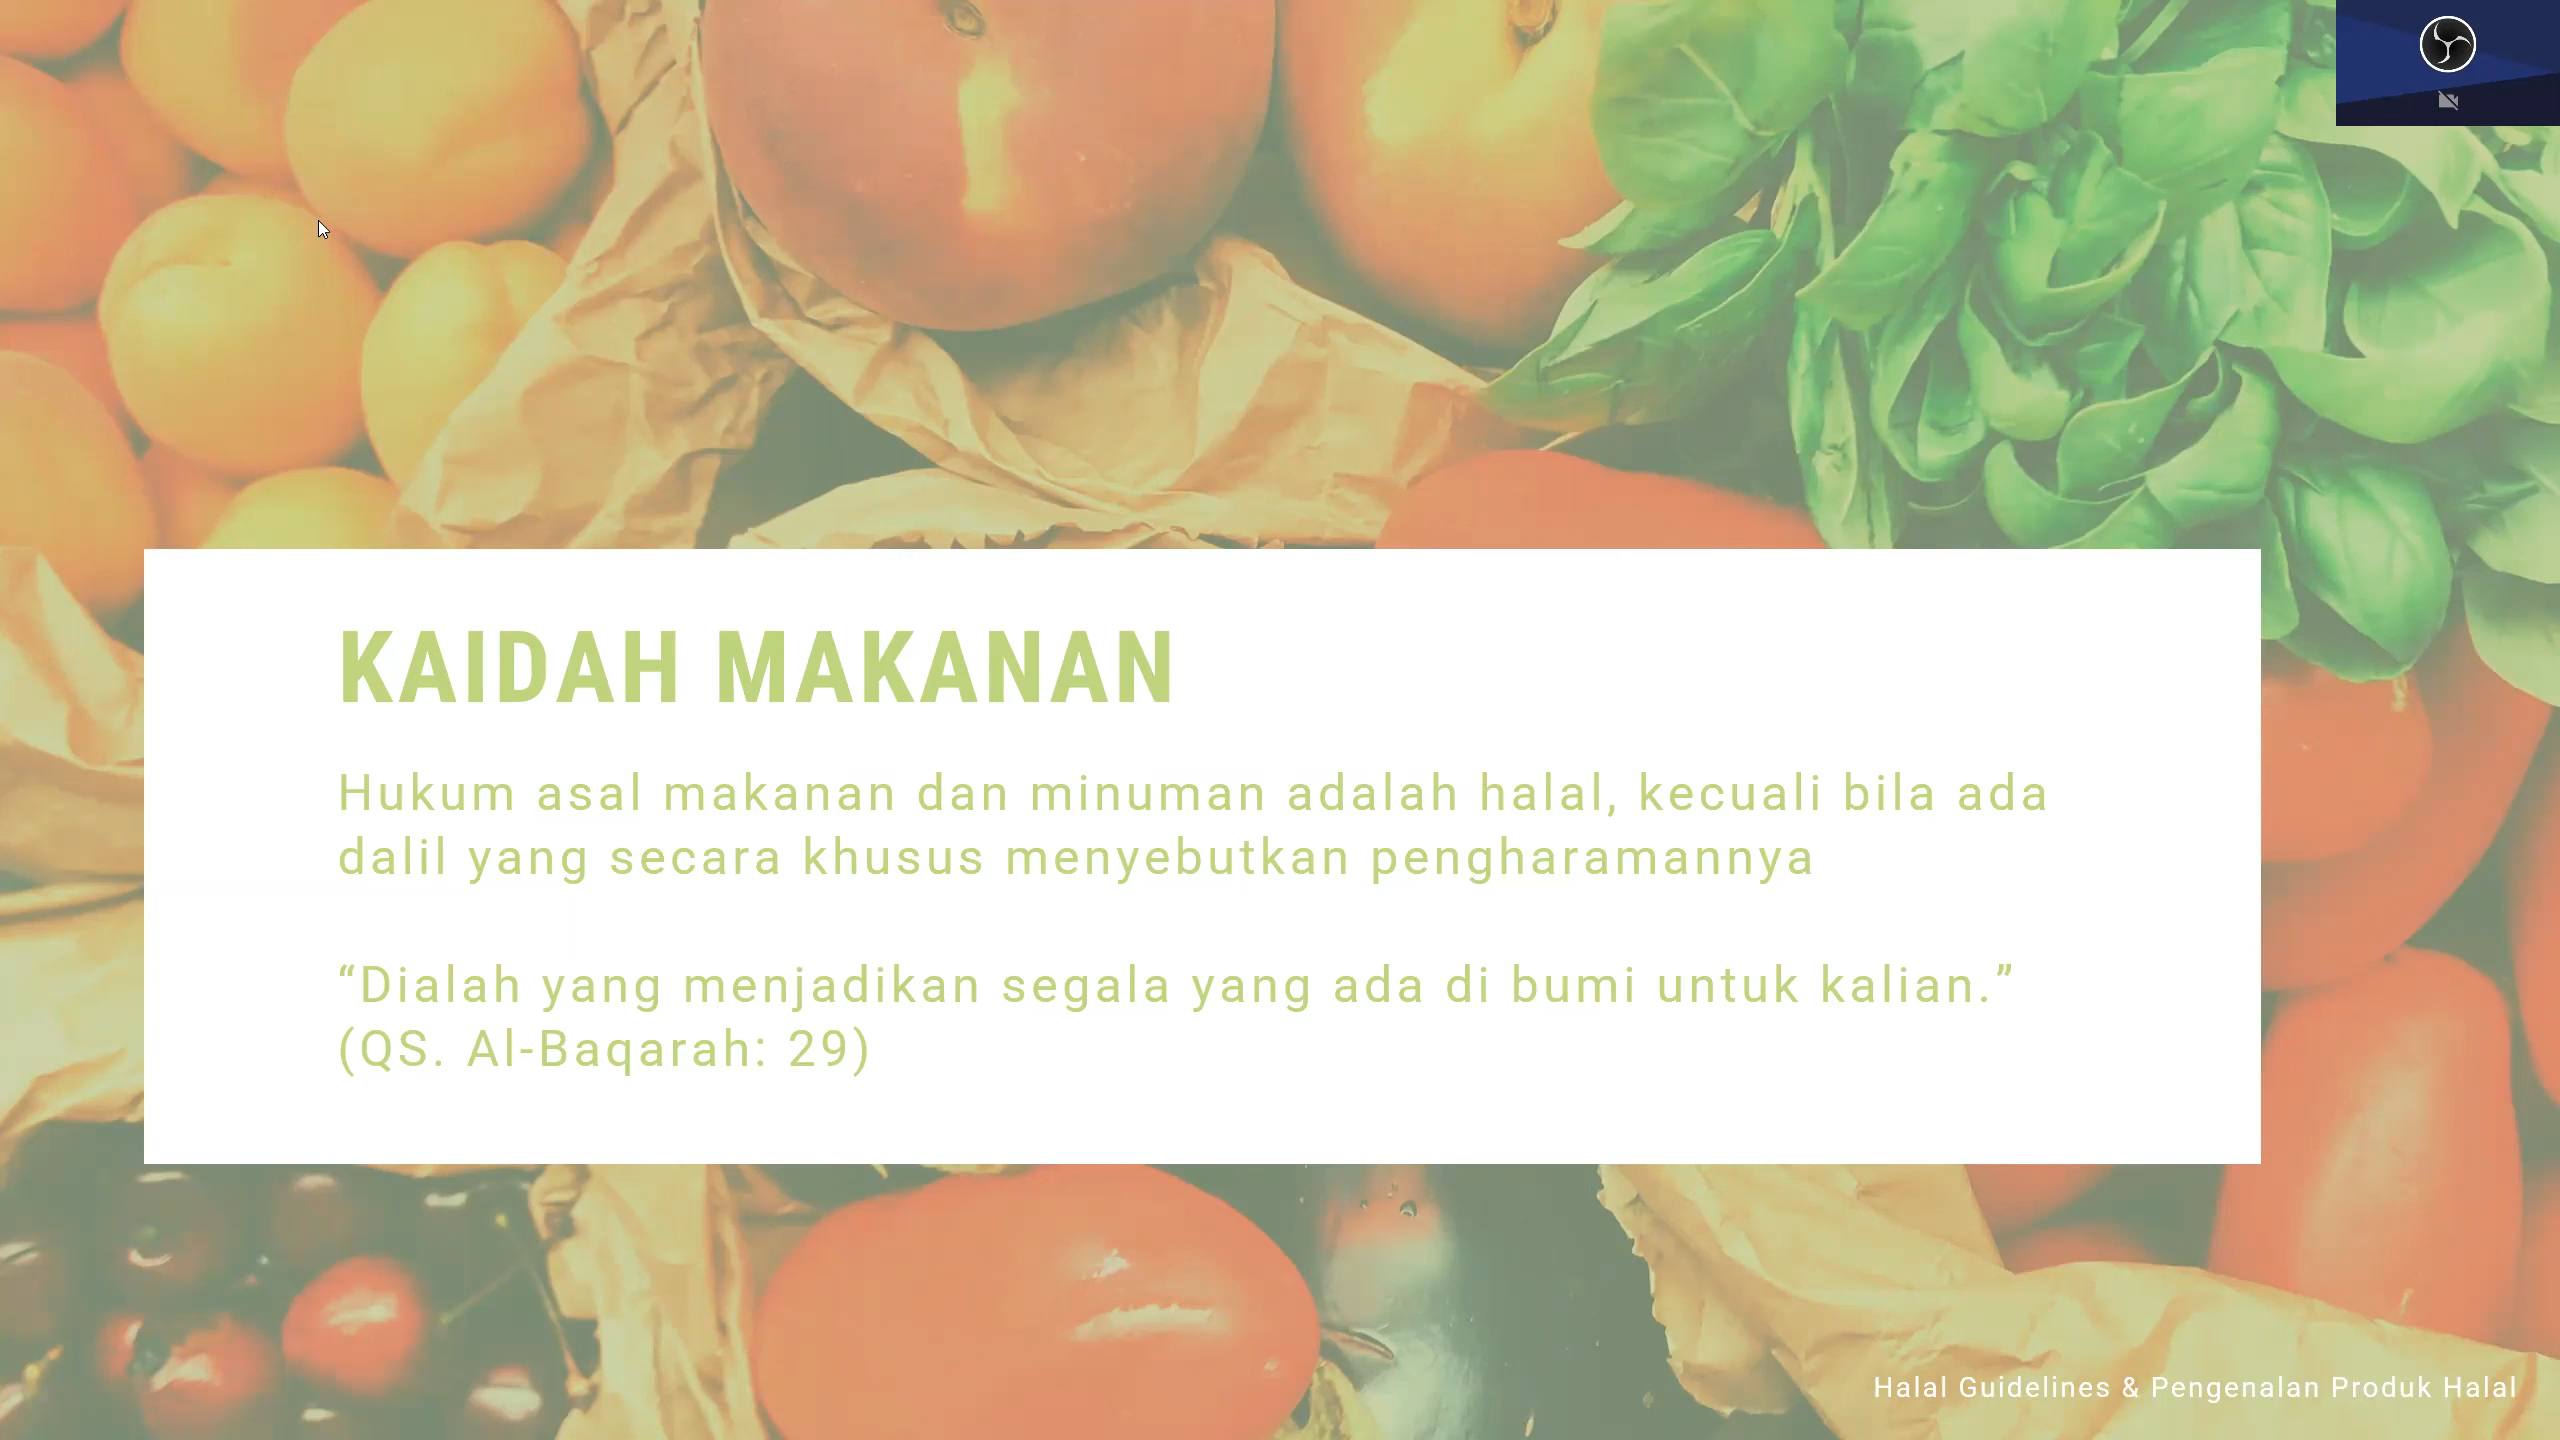 KAIDAH MAKANAN
Hukum asal makanan dan minuman adalah halal, kecuali bila ada
dalil yang secara khusus menyebutkan pengharamannya
“Dialah yang menjadikan segala yang ada di bumi untuk kalian.”
(QS. Al-Baqarah: 29)
Halal Guidelines & Pengenalan Produk Halal